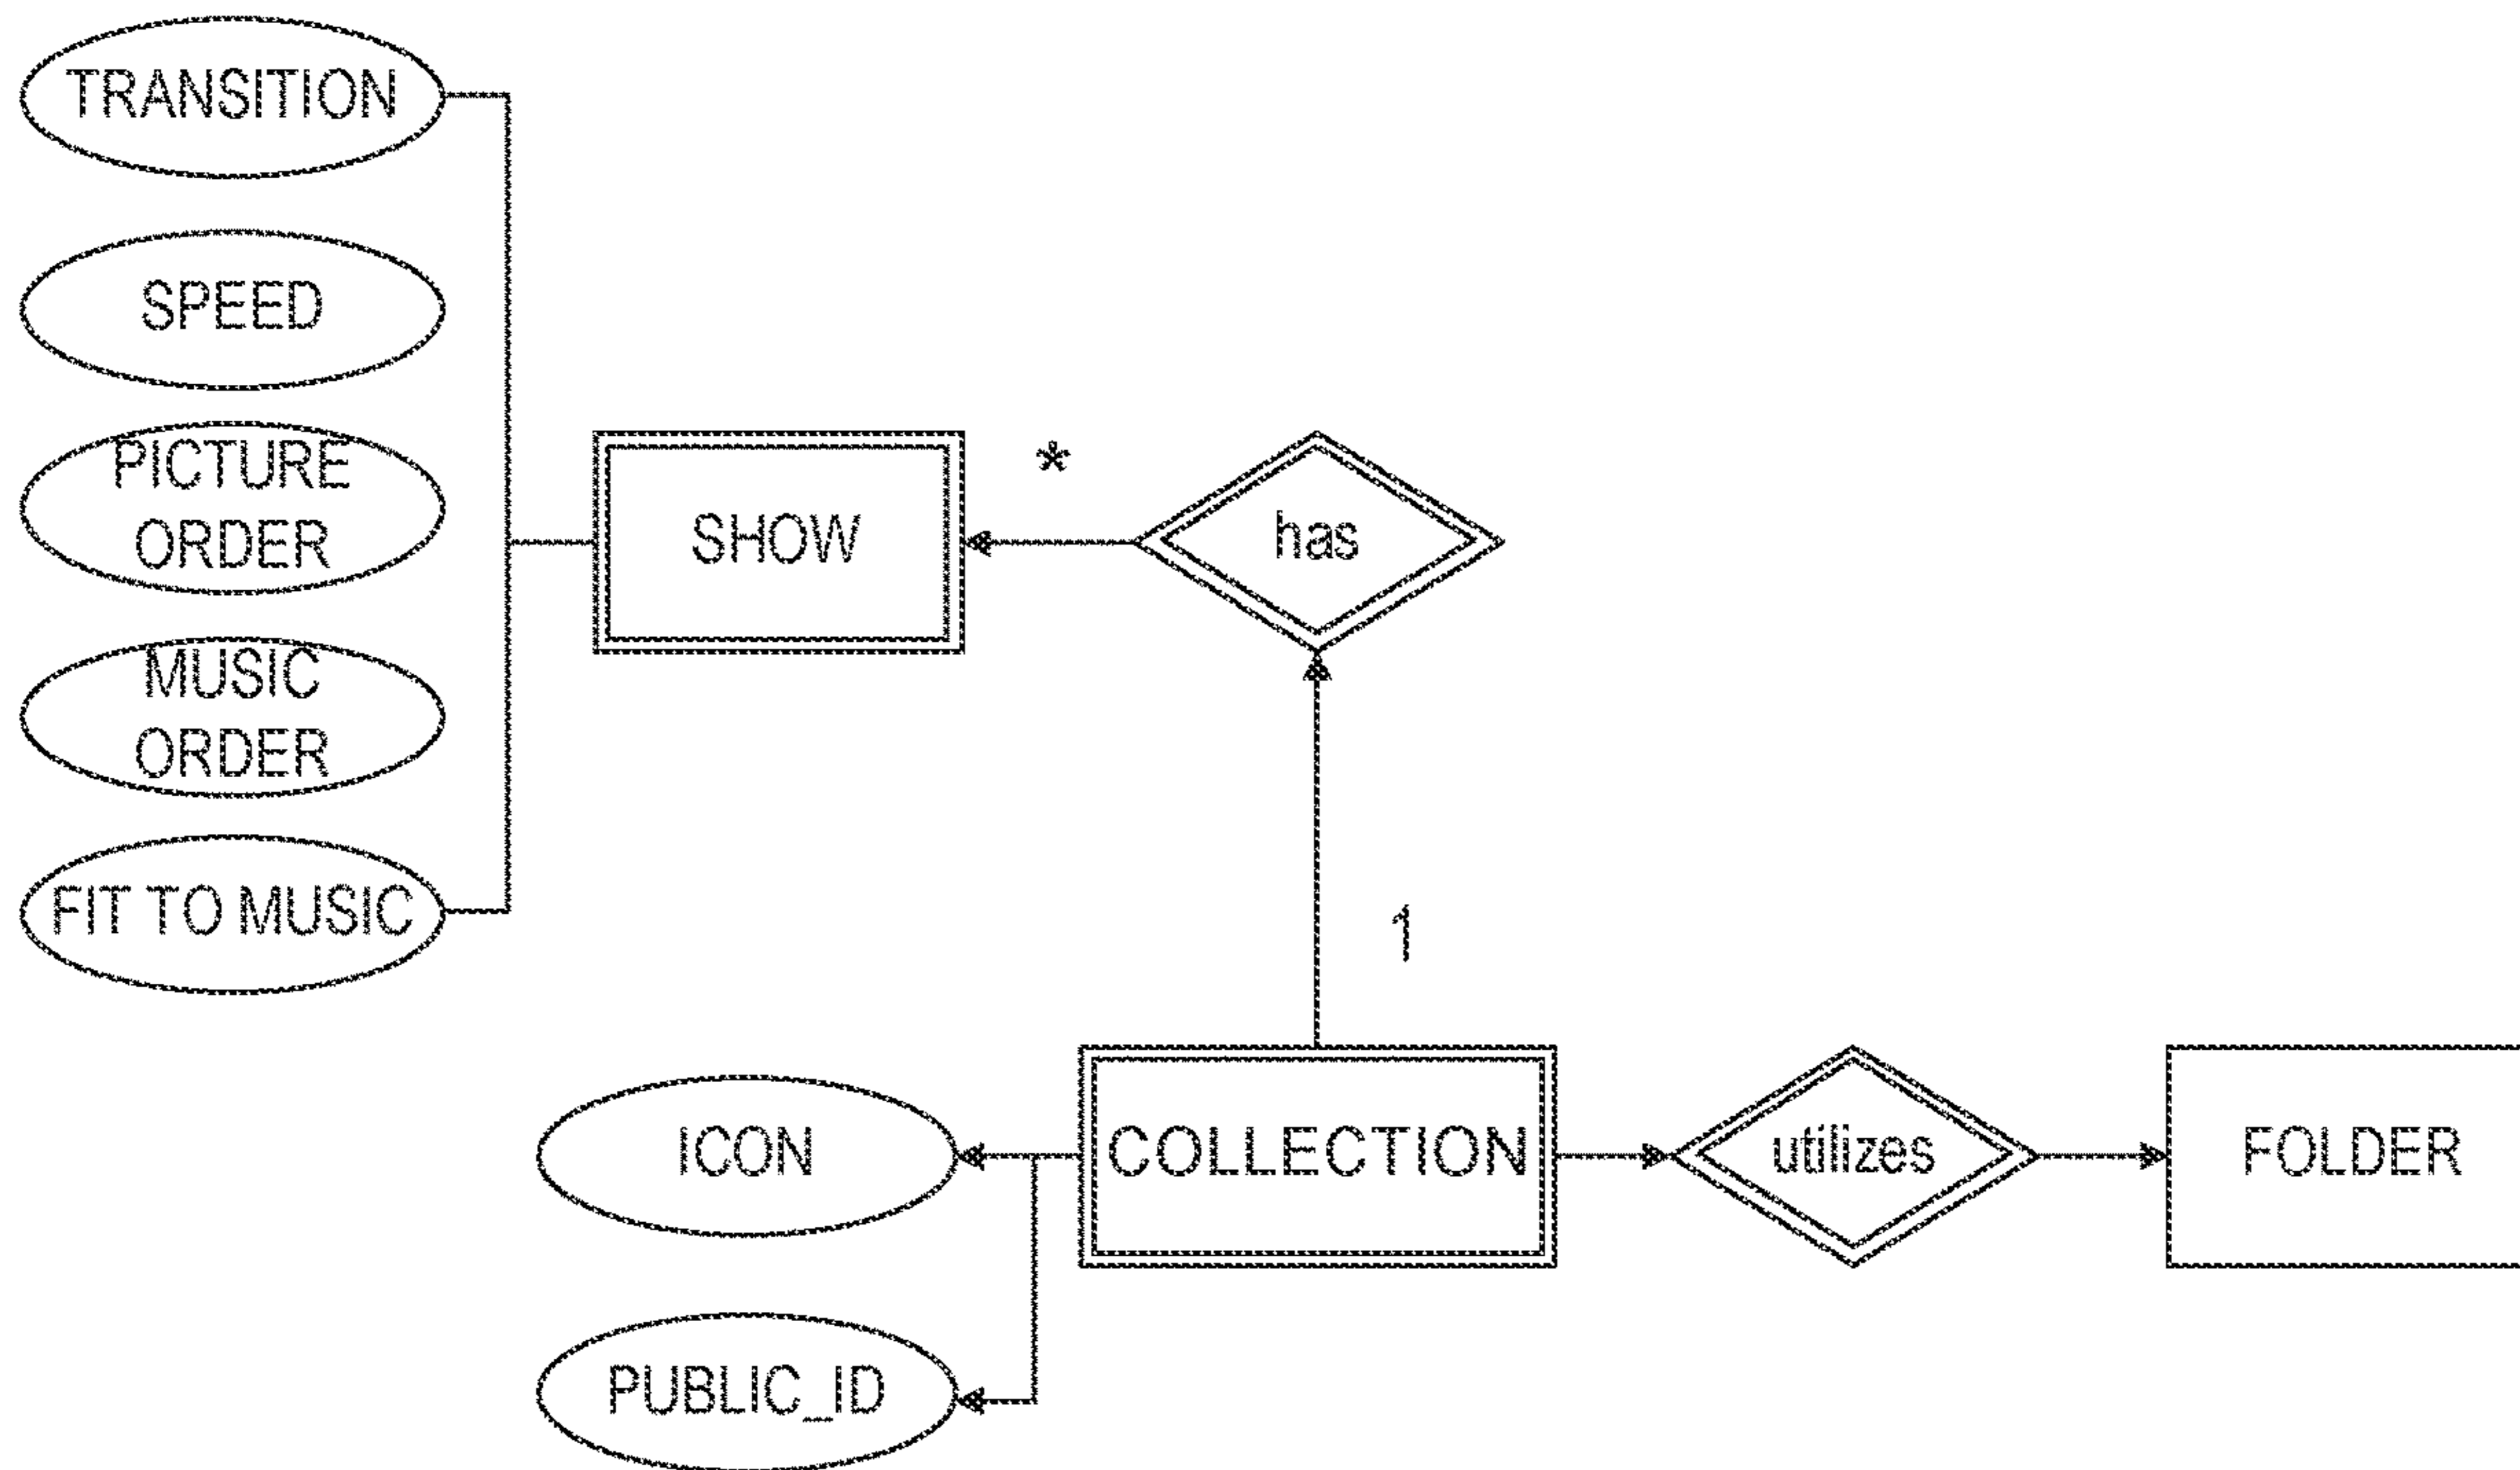 TRANSITION
SPEED
PICTURE
ORDER
MUSIC
ORDER
FIT TO MUSIC
SHOW
*
has
1
ICON
COLLECTION
utilizes
FOLDER
PUBLIC_ID